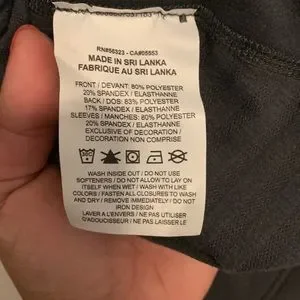 RN#56323 - CA#05553
MADE IN SRI LANKA
FABRIQUE AU SRI LANKA
FRONT / DEVANT: 80% POLYESTER
20% SPANDEX / ELASTHANNE
BACK / DOS: 83% POLYESTER
17% SPANDEX / ELASTHANNE
SLEEVES / MANCHES: 80% POLYESTER
20% SPANDEX / ELASTHANNE
EXCLUSIVE OF DECORATION
DECORATION NON COMPRISE
WASH INSIDE OUT / DO NOT USE
SOFTENERS / DO NOT ALLOW TO LAY ON
ITSELF WHEN WET / WASH WITH LIKE
COLORS / FASTEN ALL CLOSURES TO WASH
AND DRY / REMOVE IMMEDIATELY / DO NOT
IRON DESIGN
LAVER A L'ENVERS / NE PAS UTILISER
D'ADOUCISSEUR / NE PAS LAISSER LE